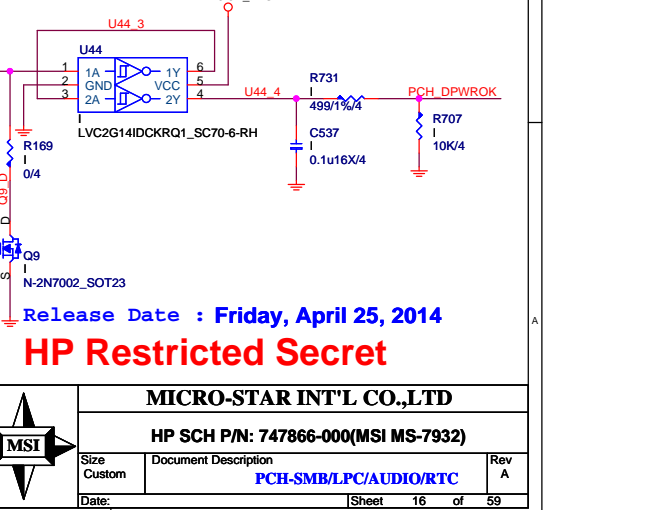 U44_3
U44
1 1A 1Y 6
2 GND VCC 5
3 2A 2Y 4
LVC2G14IDCKRQ1_SC70-6-RH
U44_4
R731
499/1%/4
PCH_DPWROK
C537
0.1u16X/4
R707
10K/4
R169
0/4
Q9_D
D
Q9
S
N-2N7002_SOT23
Release Date : Friday, April 25, 2014
A
HP Restricted Secret
MSI
MICRO-STAR INT'L CO.,LTD
HP SCH P/N: 747866-000(MSI MS-7932)
Size
Custom
Document Description
PCH-SMB/LPC/AUDIO/RTC
Rev
A
Date:
Sheet 16 of 59